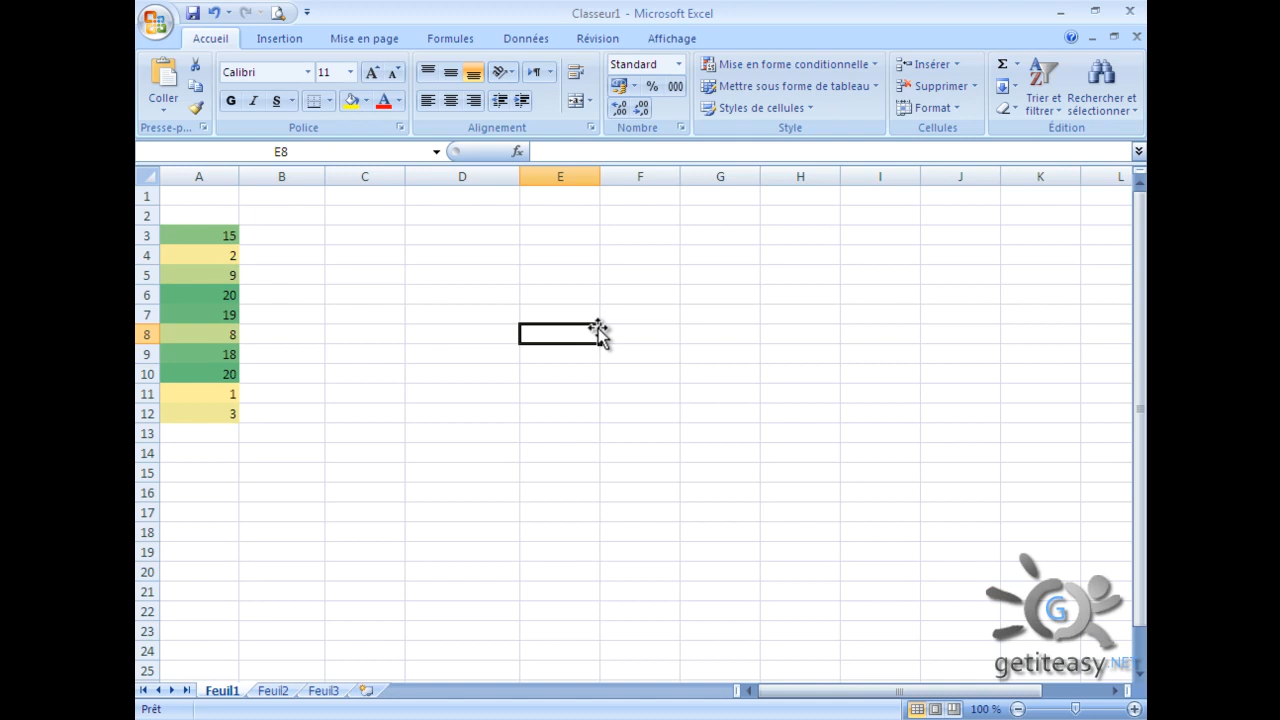 Classeur1 - Microsoft Excel
Accueil Insertion Mise en page Formules Données Révision Affichage
Coller
Calibri 11
G I S A
Standard
% 000
Mise en forme conditionnelle
Mettre sous forme de tableau
Styles de cellules
Insérer
Supprimer
Format
Σ
Trier et filtrer
Rechercher et sélectionner
Presse-p... Police Alignement Nombre Style Cellules Édition
E8 fx
A B C D E F G H I J K L
1
2
3 15
4 2
5 9
6 20
7 19
8 8
9 18
10 20
11 1
12 3
13
14
15
16
17
18
19
20
21
22
23
24
25
G
getiteasy.NET
Feuil1 Feuil2 Feuil3
Prêt 100 %